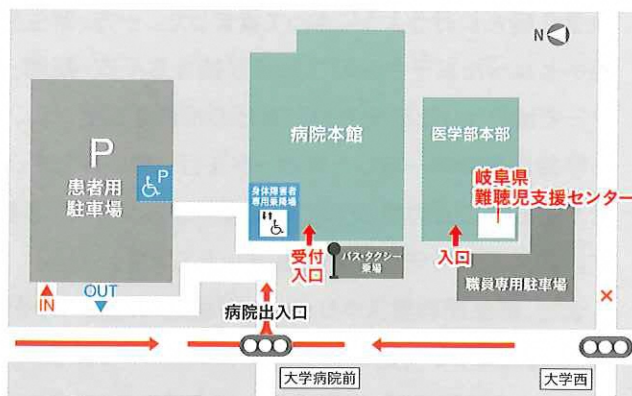 N
病院本館
医学部本部
P
患者用
駐車場
P
身体障害者
専用乗降場
岐阜県
難聴児支援センター
受付
入口
バス・タクシー
乗場
入口
職員専用駐車場
IN
OUT
病院出入口
大学病院前
大学西